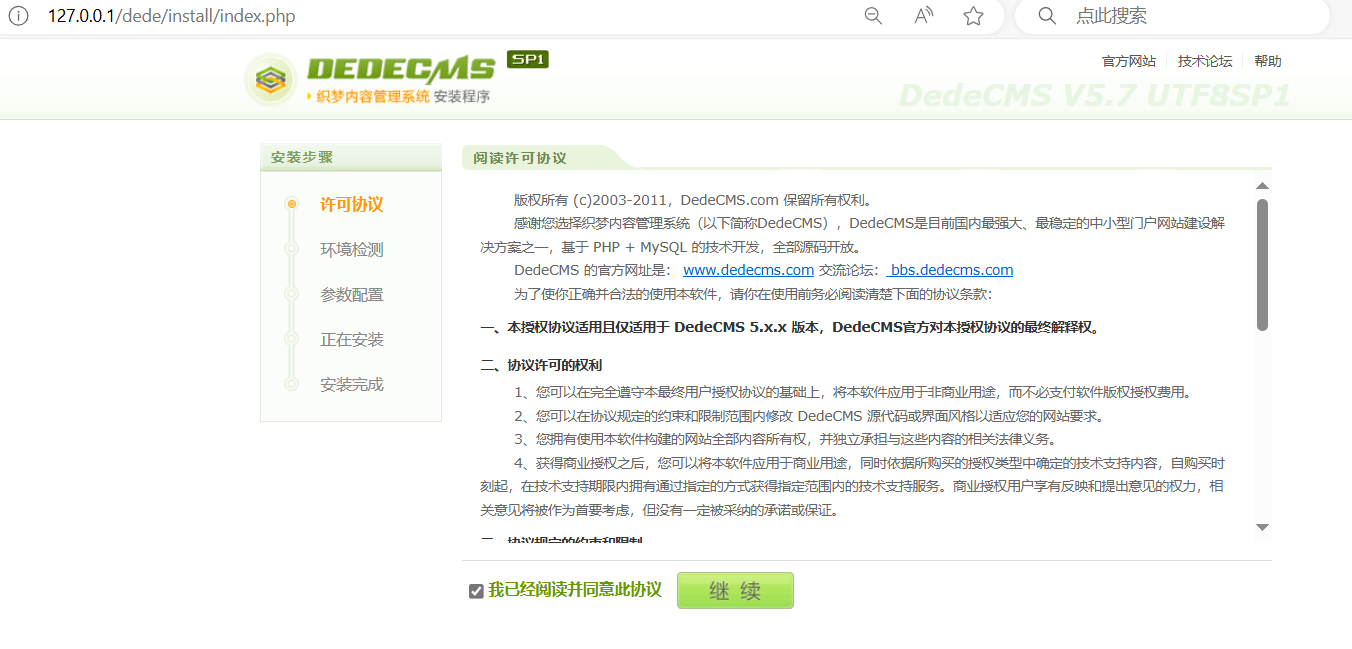 127.0.0.1/dede/install/index.php
点此搜索
DEDECMS SP1
织梦内容管理系统 安装程序
官方网站 技术论坛 帮助
DedeCMS V5.7 UTF8SP1
安装步骤
许可协议
环境检测
参数配置
正在安装
安装完成
阅读许可协议
版权所有 (c)2003-2011，DedeCMS.com 保留所有权利。
感谢您选择织梦内容管理系统（以下简称DedeCMS），DedeCMS是目前国内最强大、最稳定的中小型门户网站建设解
决方案之一，基于 PHP + MySQL 的技术开发，全部源码开放。
DedeCMS 的官方网址是： www.dedecms.com 交流论坛： bbs.dedecms.com
为了使你正确并合法的使用本软件，请你在使用前务必阅读清楚下面的协议条款：
一、本授权协议适用且仅适用于 DedeCMS 5.x.x 版本，DedeCMS官方对本授权协议的最终解释权。
二、协议许可的权利
1、您可以在完全遵守本最终用户授权协议的基础上，将本软件应用于非商业用途，而不必支付软件版权授权费用。
2、您可以在协议规定的约束和限制范围内修改 DedeCMS 源代码或界面风格以适应您的网站要求。
3、您拥有使用本软件构建的网站全部内容所有权，并独立承担与这些内容的相关法律义务。
4、获得商业授权之后，您可以将本软件应用于商业用途，同时依据所购买的授权类型中确定的技术支持内容，自购买时
刻起，在技术支持期限内拥有通过指定的方式获得指定范围内的技术支持服务。商业授权用户享有反映和提出意见的权力，相
关意见将被作为首要考虑，但没有一定被采纳的承诺或保证。
协议规定的约束和限制
我已经阅读并同意此协议
继 续